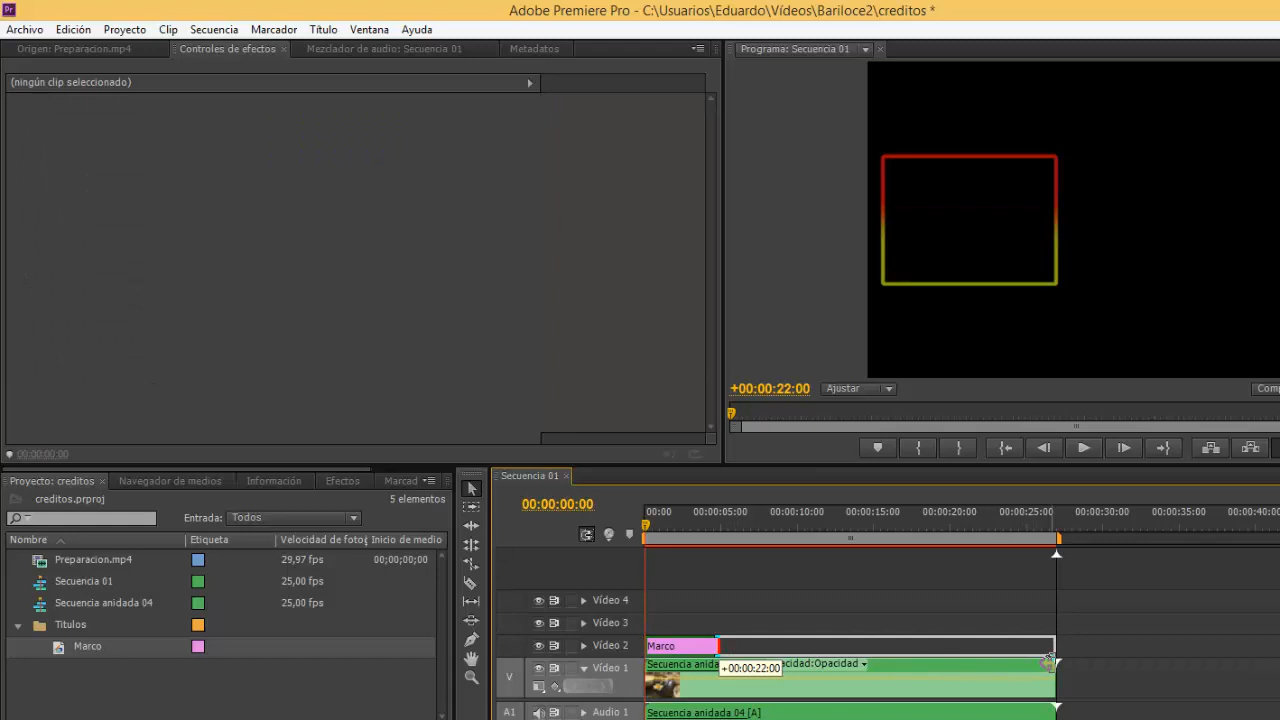 Adobe Premiere Pro - C:\Usuarios\Eduardo\Vídeos\Bariloce2\creditos *
Archivo Edición Proyecto Clip Secuencia Marcador Título Ventana Ayuda
Origen: Preparacion.mp4 Controles de efectos Mezclador de audio: Secuencia 01 Metadatos
Programa: Secuencia 01
(ningún clip seleccionado)
+00:00:22:00 Ajustar Comp
00:00:00:00
Proyecto: creditos Navegador de medios Información Efectos Marcad
creditos.prproj 5 elementos
Entrada: Todos
Nombre Etiqueta Velocidad de foto Inicio de medio
Preparacion.mp4 29,97 fps 00;00;00;00
Secuencia 01 25,00 fps
Secuencia anidada 04 25,00 fps
Titulos
Marco
Secuencia 01
00:00:00:00
00:00 00:00:05:00 00:00:10:00 00:00:15:00 00:00:20:00 00:00:25:00 00:00:30:00 00:00:35:00 00:00:40:00
Vídeo 4
Vídeo 3
Vídeo 2 Marco
V Vídeo 1 Secuencia anida acidad:Opacidad
+00:00:22:00
A1 Audio 1 Secuencia anidada 04 [A]